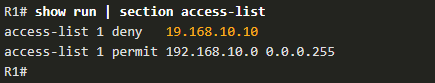 R1# show run | section access-list
access-list 1 deny   19.168.10.10
access-list 1 permit 192.168.10.0 0.0.0.255
R1#